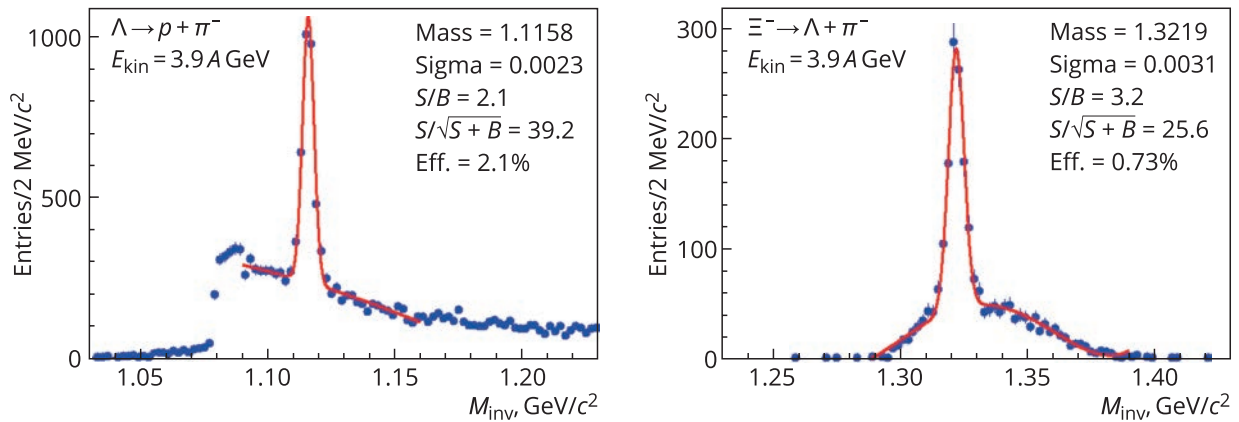 Λ → p + π⁻
E_kin = 3.9 A GeV
Mass = 1.1158
Sigma = 0.0023
S/B = 2.1
S/√(S + B) = 39.2
Eff. = 2.1%
Entries/2 MeV/c²
1000
500
0
1.05 1.10 1.15 1.20
M_inv, GeV/c²
Ξ⁻ → Λ + π⁻
E_kin = 3.9 A GeV
Mass = 1.3219
Sigma = 0.0031
S/B = 3.2
S/√(S + B) = 25.6
Eff. = 0.73%
Entries/2 MeV/c²
300
200
100
0
1.25 1.30 1.35 1.40
M_inv, GeV/c²